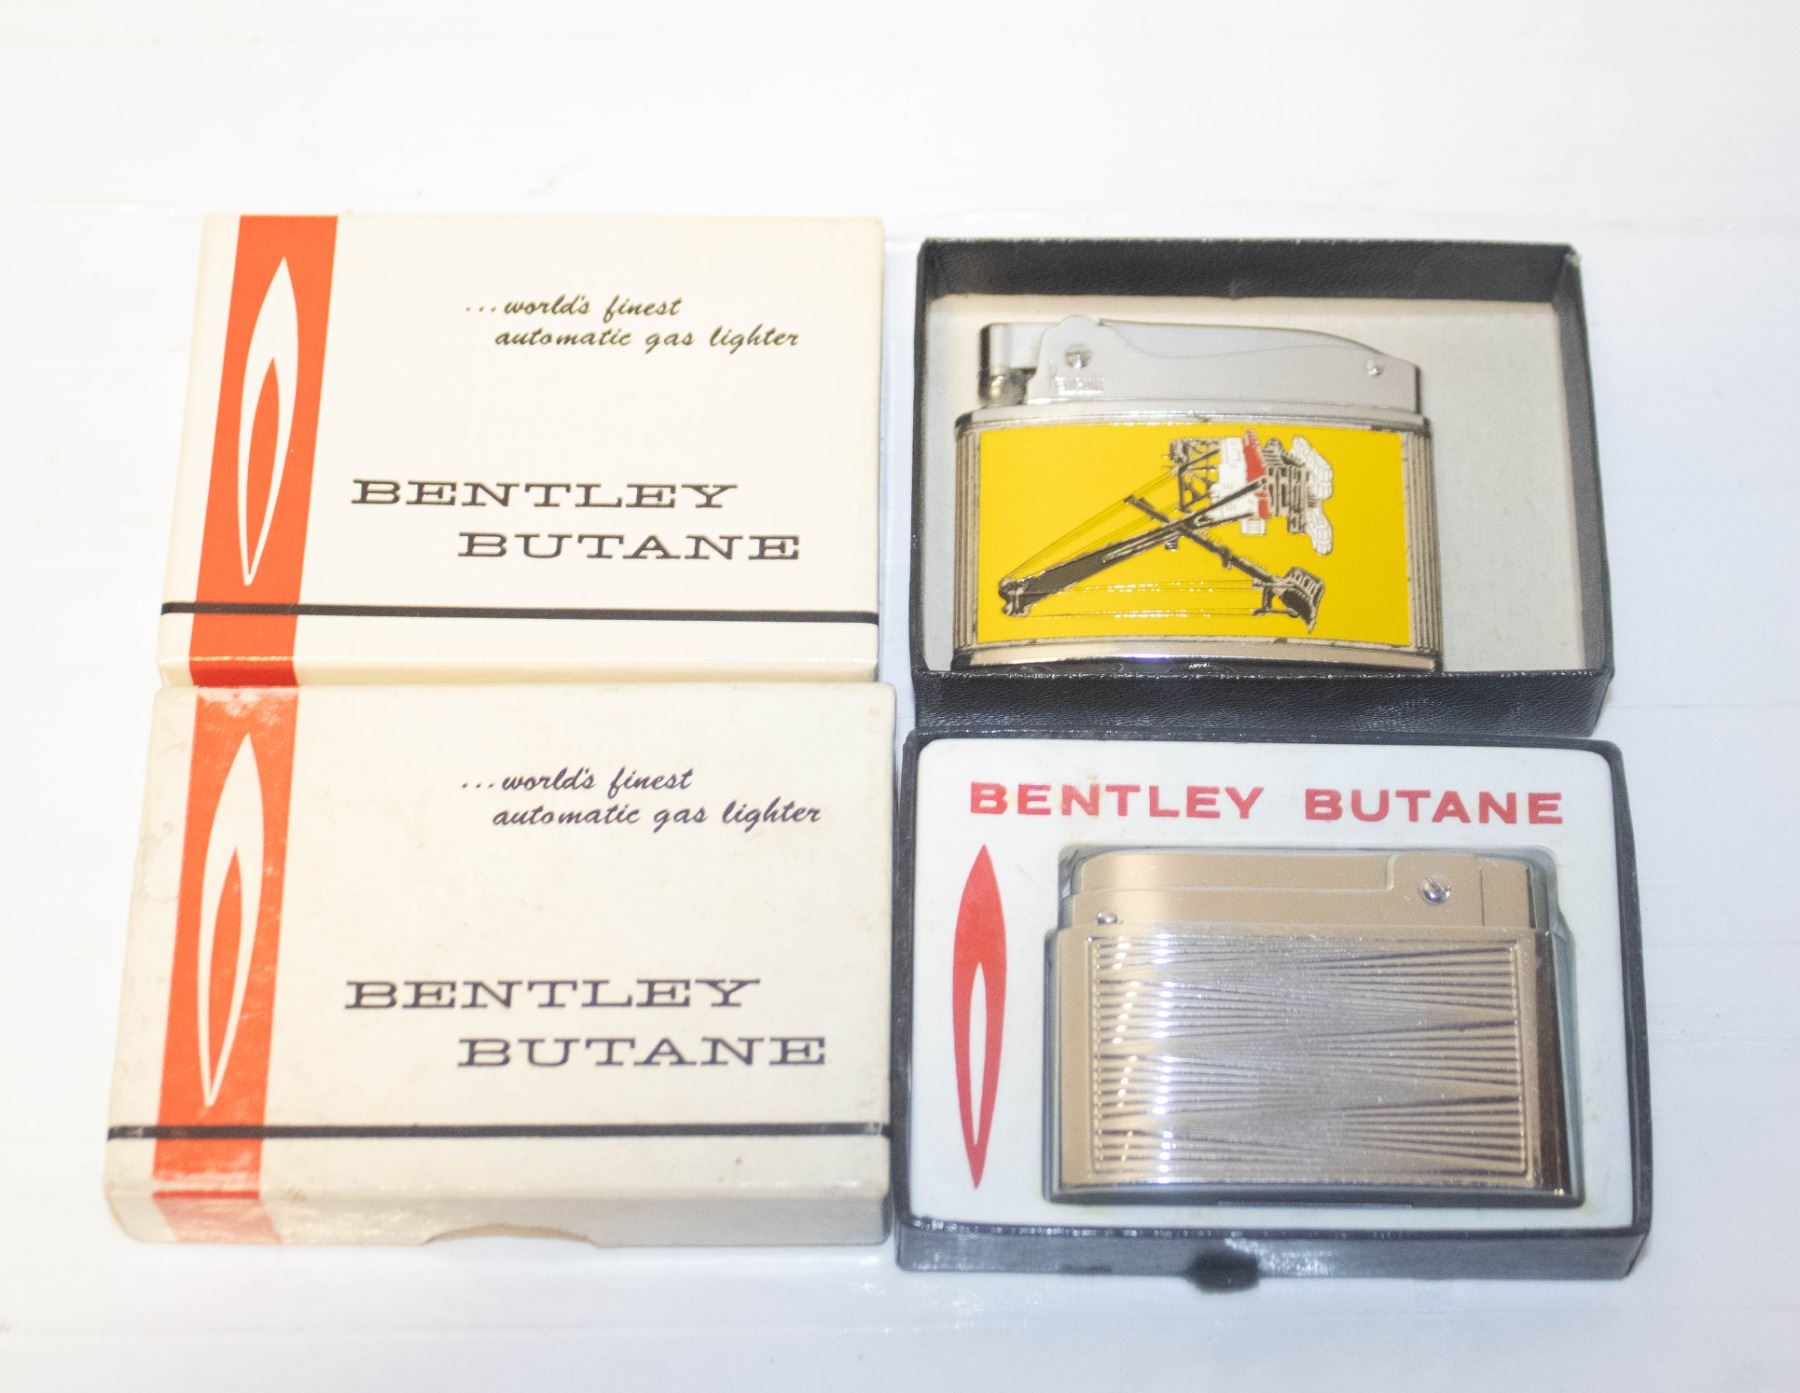 ...world's finest
automatic gas lighter
BENTLEY
BUTANE
...world's finest
automatic gas lighter
BENTLEY
BUTANE
BENTLEY BUTANE